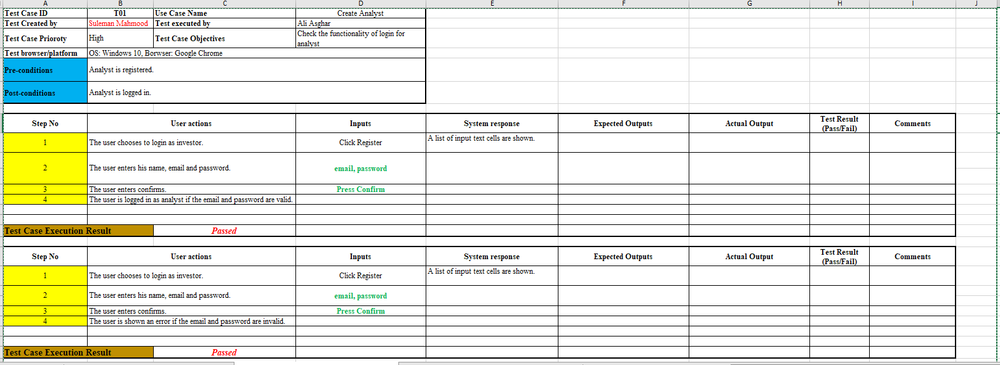 A B C D E F G H I J
Test Case ID T01 Use Case Name Create Analyst
Test Created by Suleman Mahmood Test executed by Ali Asghar
Test Case Prioroty High Test Case Objectives Check the functionality of login for
analyst
Test browser/platform OS: Windows 10, Borwser: Google Chrome
Pre-conditions Analyst is registered.
Post-conditions Analyst is logged in.
Step No User actions Inputs System response Expected Outputs Actual Output Test Result
(Pass/Fail) Comments
1 The user chooses to login as investor. Click Register A list of input text cells are shown.
2 The user enters his name, email and password. email, password
3 The user enters confirms. Press Confirm
4 The user is logged in as analyst if the email and password are valid.
Test Case Execution Result Passed
Step No User actions Inputs System response Expected Outputs Actual Output Test Result
(Pass/Fail) Comments
1 The user chooses to login as investor. Click Register A list of input text cells are shown.
2 The user enters his name, email and password. email, password
3 The user enters confirms. Press Confirm
4 The user is shown an error if the email and password are invalid.
Test Case Execution Result Passed